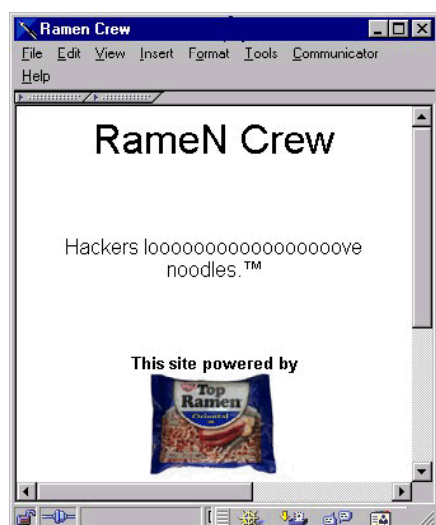 Ramen Crew
File Edit View Insert Format Tools Communicator
Help
RameN Crew
Hackers looooooooooooooooove
noodles.™
This site powered by
Top
Ramen
Oriental